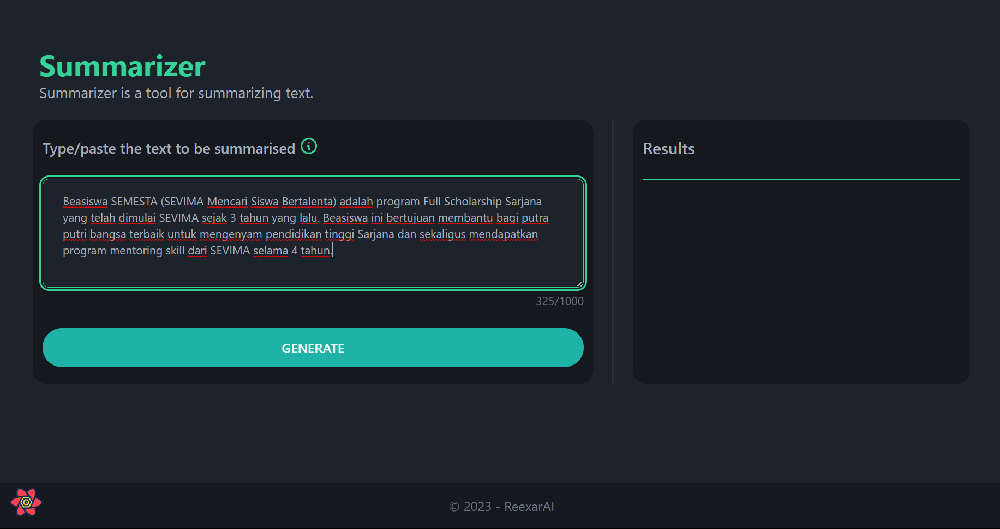 Summarizer
Summarizer is a tool for summarizing text.
Type/paste the text to be summarised
Beasiswa SEMESTA (SEVIMA Mencari Siswa Bertalenta) adalah program Full Scholarship Sarjana
yang telah dimulai SEVIMA sejak 3 tahun yang lalu. Beasiswa ini bertujuan membantu bagi putra
putri bangsa terbaik untuk mengenyam pendidikan tinggi Sarjana dan sekaligus mendapatkan
program mentoring skill dari SEVIMA selama 4 tahun.
325/1000
GENERATE
Results
© 2023 - ReexarAI